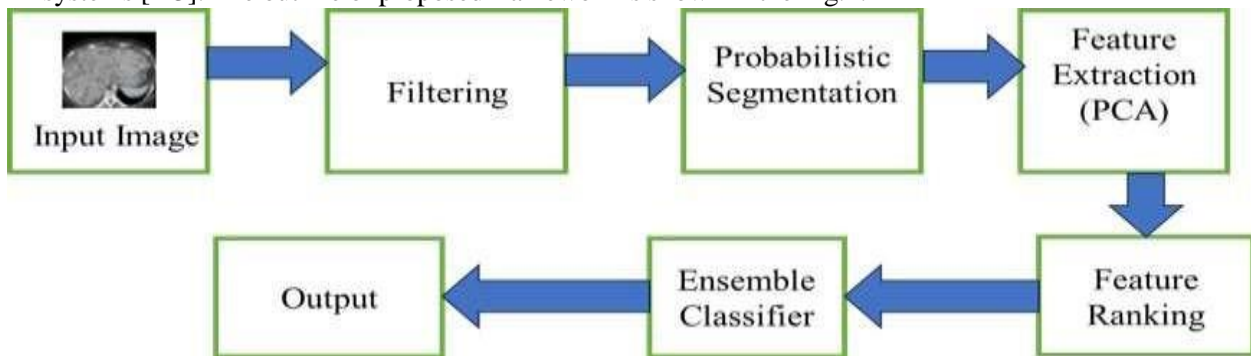 Input Image
Filtering
Probabilistic
Segmentation
Feature
Extraction
(PCA)
Feature
Ranking
Ensemble
Classifier
Output